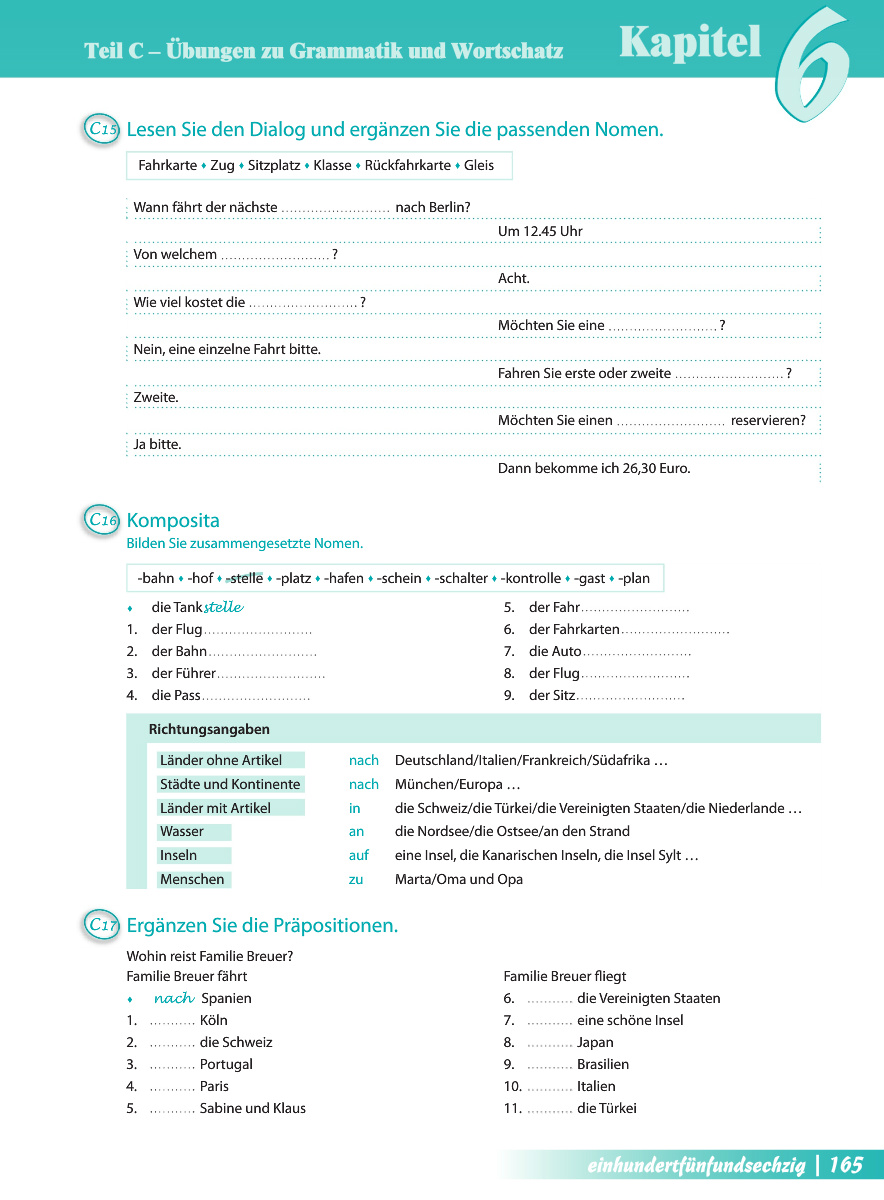 Teil C – Übungen zu Grammatik und Wortschatz Kapitel 6
C15 Lesen Sie den Dialog und ergänzen Sie die passenden Nomen.
Fahrkarte ♦ Zug ♦ Sitzplatz ♦ Klasse ♦ Rückfahrkarte ♦ Gleis
Wann fährt der nächste .......................... nach Berlin?
Um 12.45 Uhr
Von welchem .......................... ?
Acht.
Wie viel kostet die .......................... ?
Möchten Sie eine .......................... ?
Nein, eine einzelne Fahrt bitte.
Fahren Sie erste oder zweite .......................... ?
Zweite.
Möchten Sie einen .......................... reservieren?
Ja bitte.
Dann bekomme ich 26,30 Euro.
C16 Komposita
Bilden Sie zusammengesetzte Nomen.
-bahn ♦ -hof ♦ -stelle ♦ -platz ♦ -hafen ♦ -schein ♦ -schalter ♦ -kontrolle ♦ -gast ♦ -plan
♦ die Tankstelle
1. der Flug..........................
2. der Bahn..........................
3. der Führer..........................
4. die Pass..........................
5. der Fahr..........................
6. der Fahrkarten..........................
7. die Auto..........................
8. der Flug..........................
9. der Sitz..........................
Richtungsangaben
Länder ohne Artikel nach Deutschland/Italien/Frankreich/Südafrika …
Städte und Kontinente nach München/Europa …
Länder mit Artikel in die Schweiz/die Türkei/die Vereinigten Staaten/die Niederlande …
Wasser an die Nordsee/die Ostsee/an den Strand
Inseln auf eine Insel, die Kanarischen Inseln, die Insel Sylt …
Menschen zu Marta/Oma und Opa
C17 Ergänzen Sie die Präpositionen.
Wohin reist Familie Breuer?
Familie Breuer fährt
♦ nach Spanien
1. ........... Köln
2. ........... die Schweiz
3. ........... Portugal
4. ........... Paris
5. ........... Sabine und Klaus
Familie Breuer fliegt
6. ........... die Vereinigten Staaten
7. ........... eine schöne Insel
8. ........... Japan
9. ........... Brasilien
10. ........... Italien
11. ........... die Türkei
einhundertfünfundsechzig | 165